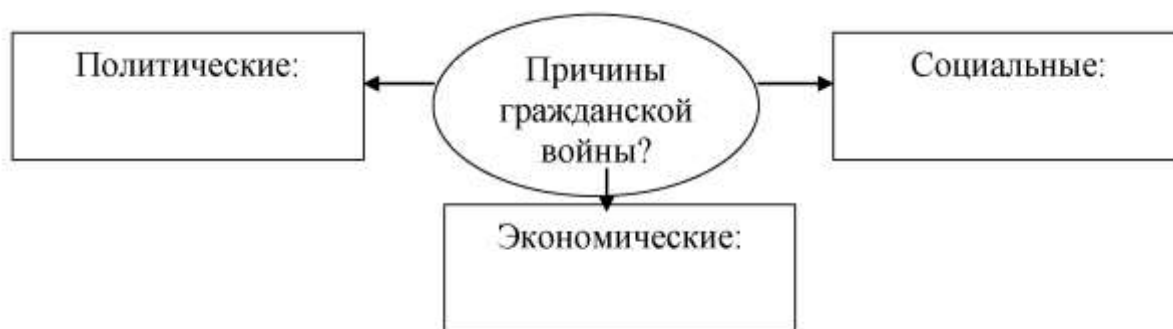 Политические:
Причины
гражданской
войны?
Социальные:
Экономические: